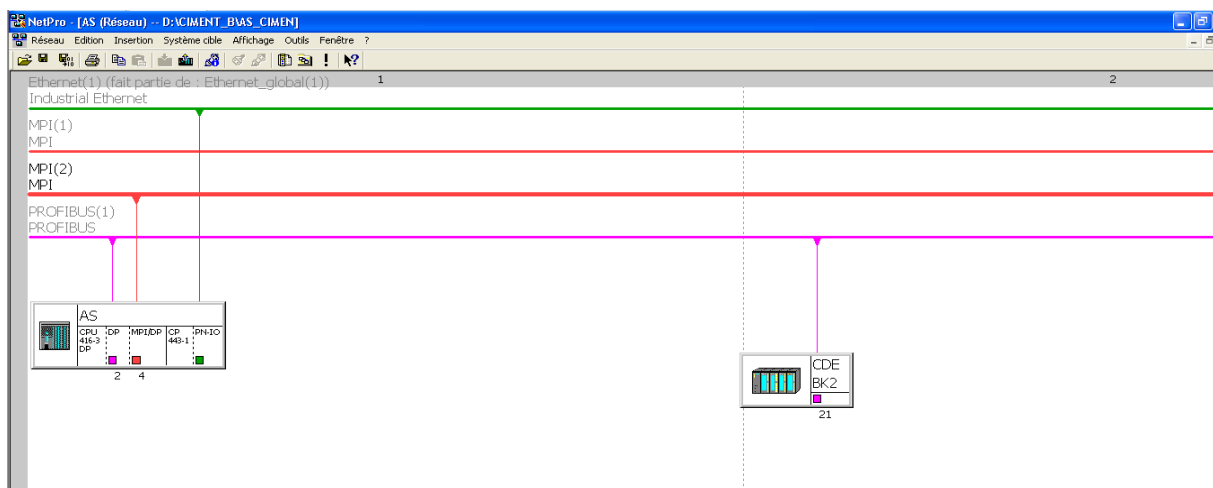 NetPro - [AS (Réseau) -- D:\CIMENT_B\AS_CIMEN]
Réseau Edition Insertion Système cible Affichage Outils Fenêtre ?
Ethernet(1) (fait partie de : Ethernet_global(1)) 1 2
Industrial Ethernet
MPI(1)
MPI
MPI(2)
MPI
PROFIBUS(1)
PROFIBUS
AS
CPU DP MPI/DP CP PN-IO
416-3 443-1
DP
2 4
CDE
BK2
21